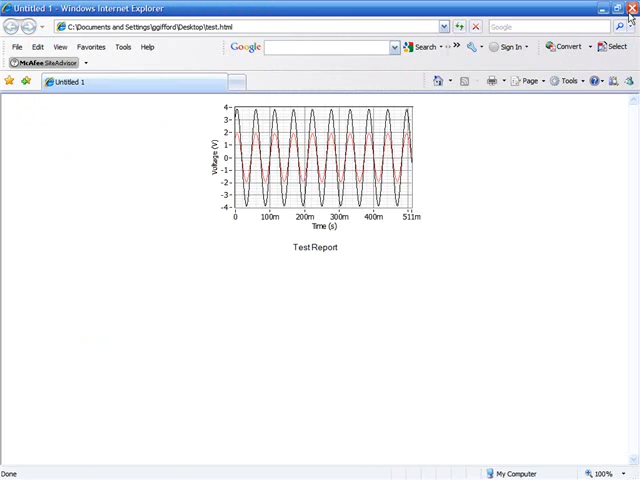 Untitled 1 - Windows Internet Explorer
C:\Documents and Settings\ggifford\Desktop\test.html
Google
File Edit View Favorites Tools Help
Google Search Sign In Convert Select
McAfee SiteAdvisor
Untitled 1
Page Tools
4
3
2
1
0
-1
-2
-3
-4
Voltage (V)
0 100m 200m 300m 400m 511m
Time (s)
Test Report
Done My Computer 100%